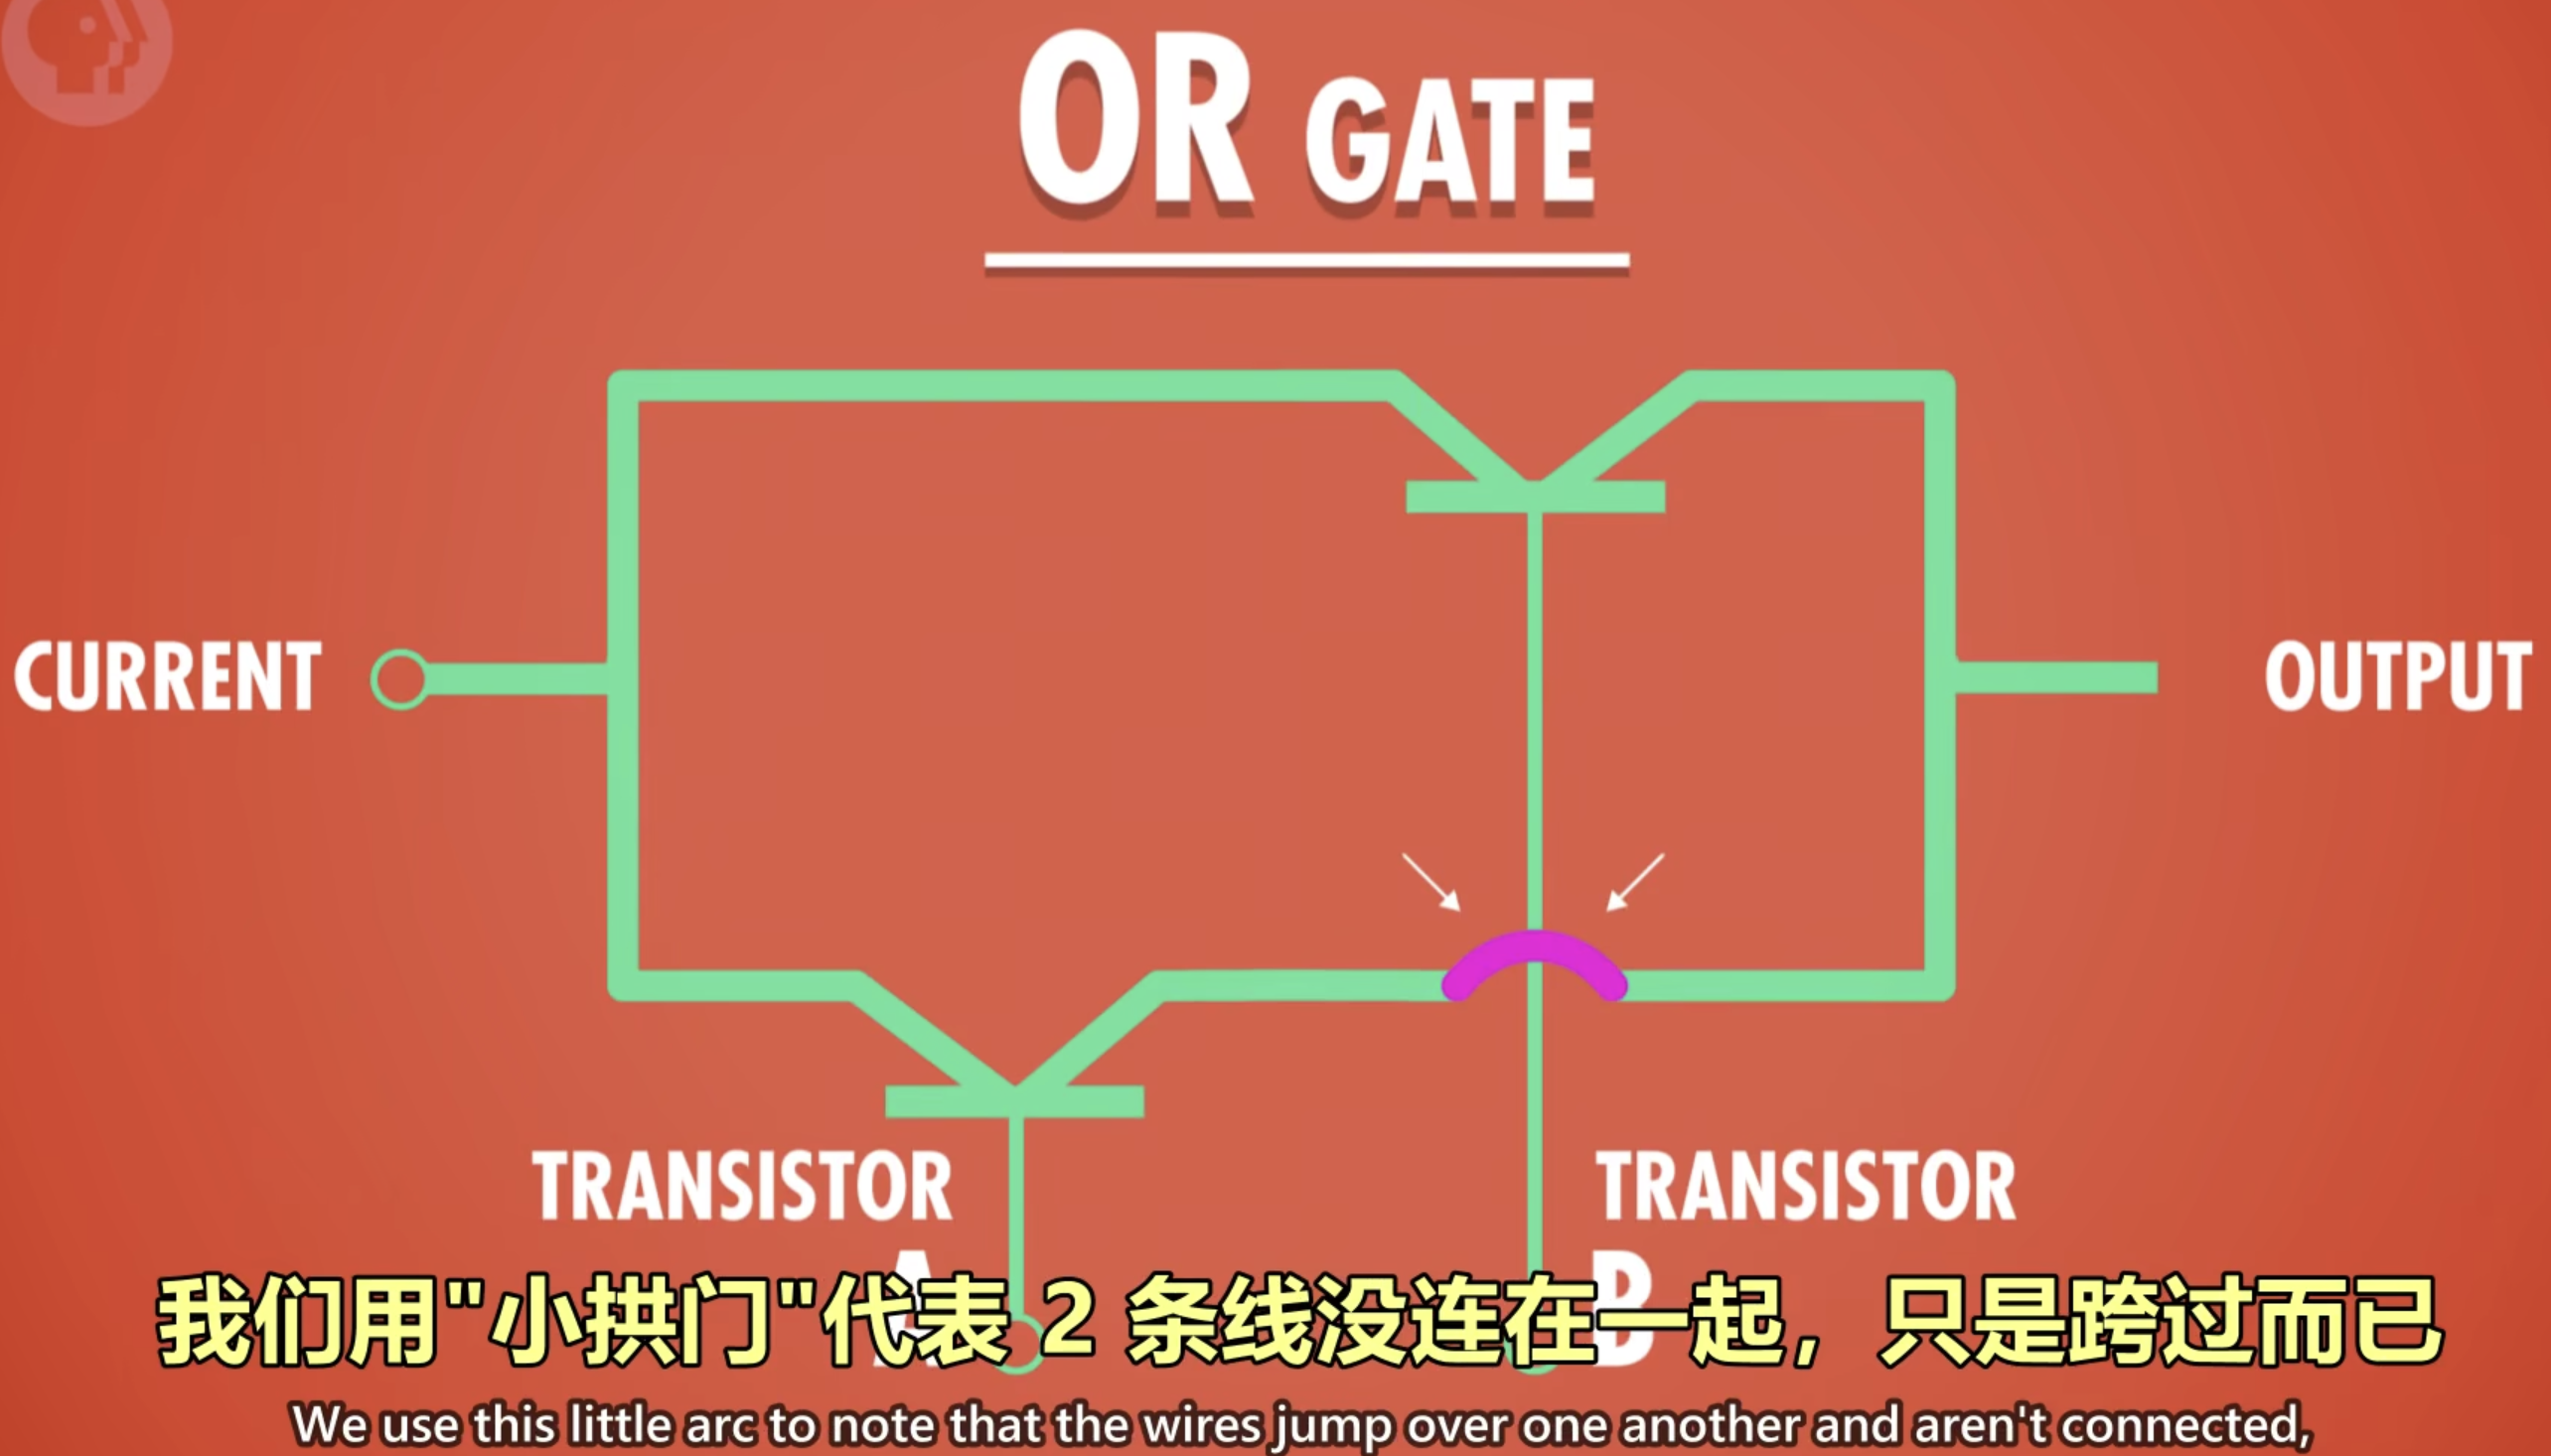 OR GATE
CURRENT
OUTPUT
TRANSISTOR
A
TRANSISTOR
B
我们用"小拱门"代表 2 条线没连在一起，只是跨过而已
We use this little arc to note that the wires jump over one another and aren't connected,